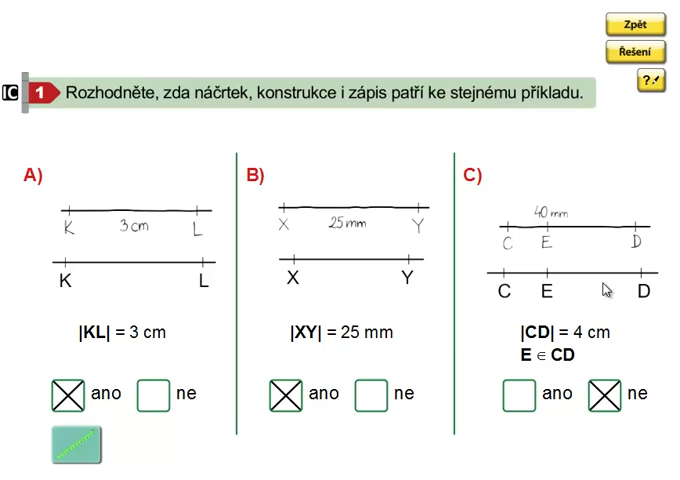 Zpět
Řešení
?
IC 1 Rozhodněte, zda náčrtek, konstrukce i zápis patří ke stejnému příkladu.
A)
K 3 cm L
K L
|KL| = 3 cm
ano ne
B)
X 25 mm Y
X Y
|XY| = 25 mm
ano ne
C)
40 mm
C E D
C E D
|CD| = 4 cm
E ∈ CD
ano ne